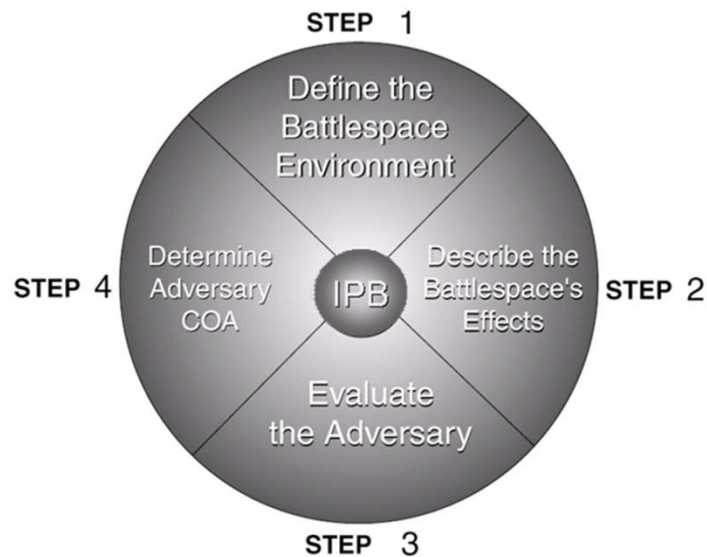 STEP 1
Define the
Battlespace
Environment
STEP 2
Describe the
Battlespace's
Effects
STEP 3
Evaluate
the Adversary
STEP 4
Determine
Adversary
COA
IPB